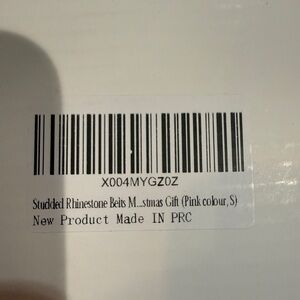 X004MYGZ0Z
Studded Rhinestone Belts M...stmas Gift (Pink colour, S)
New Product Made IN PRC